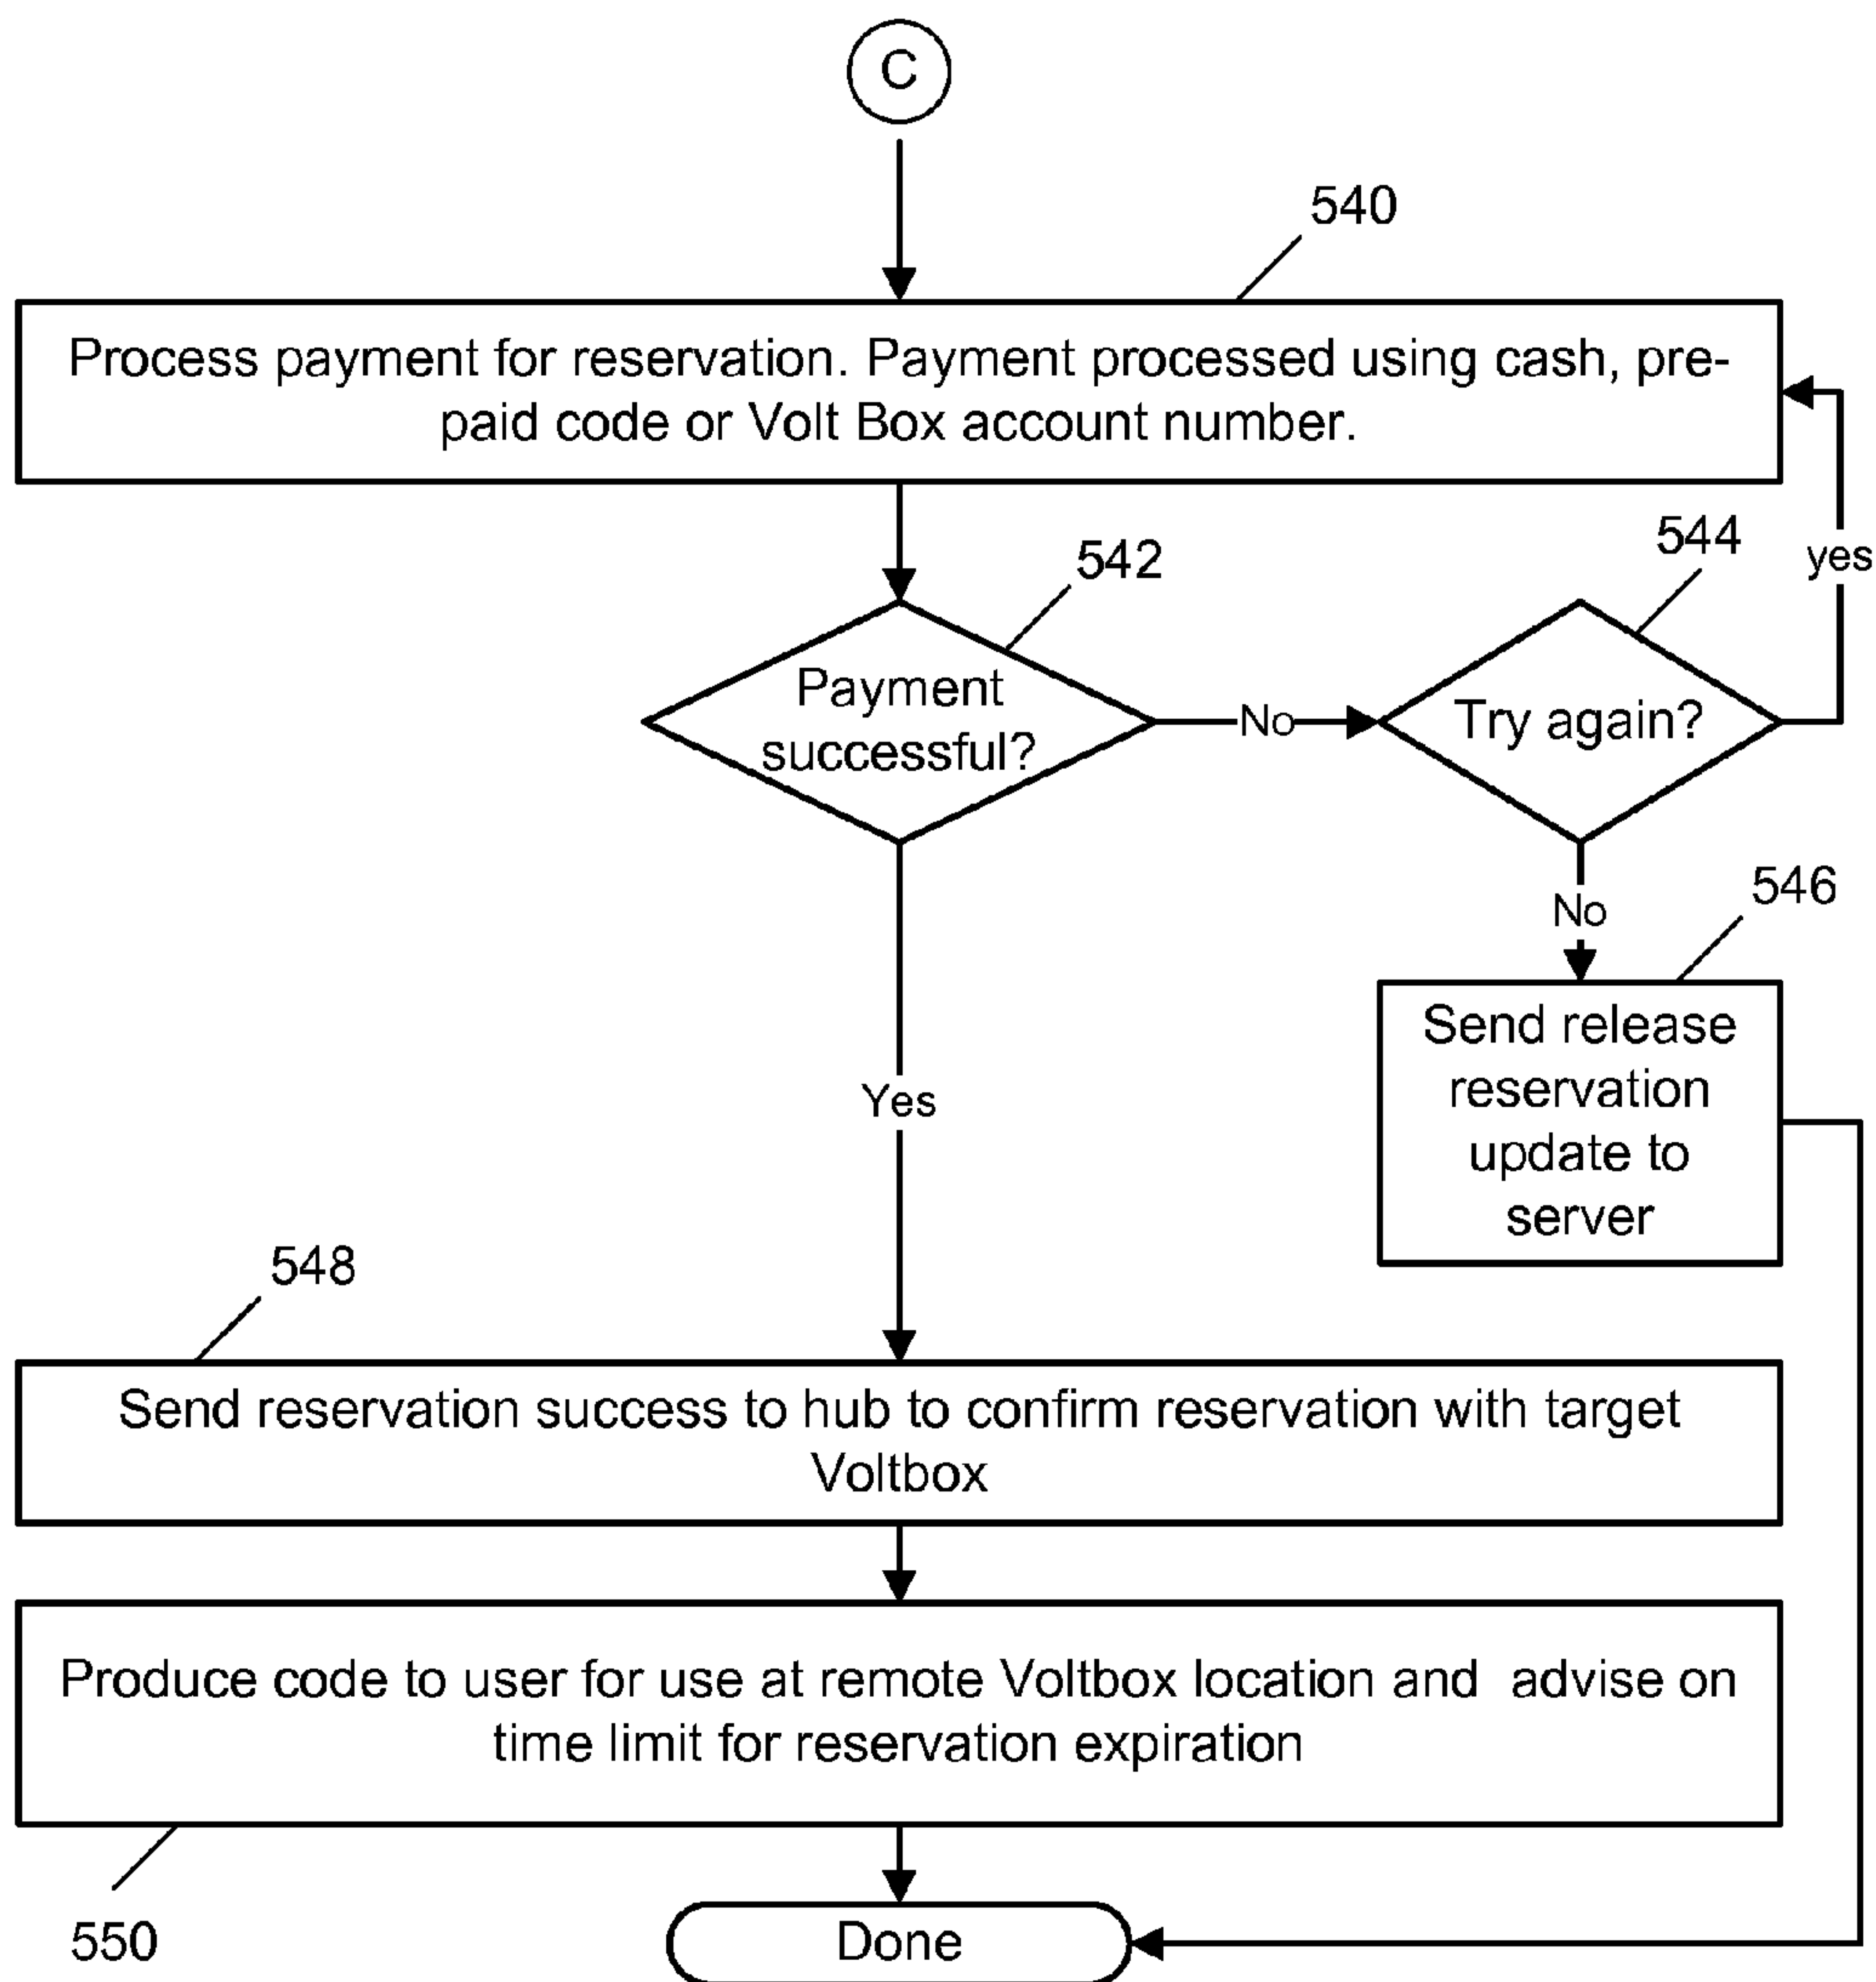 C
540
Process payment for reservation. Payment processed using cash, pre-
paid code or Volt Box account number.
542
544
yes
Payment
successful?
No
Try again?
No
546
Send release
reservation
update to
server
Yes
548
Send reservation success to hub to confirm reservation with target
Voltbox
Produce code to user for use at remote Voltbox location and advise on
time limit for reservation expiration
550
Done